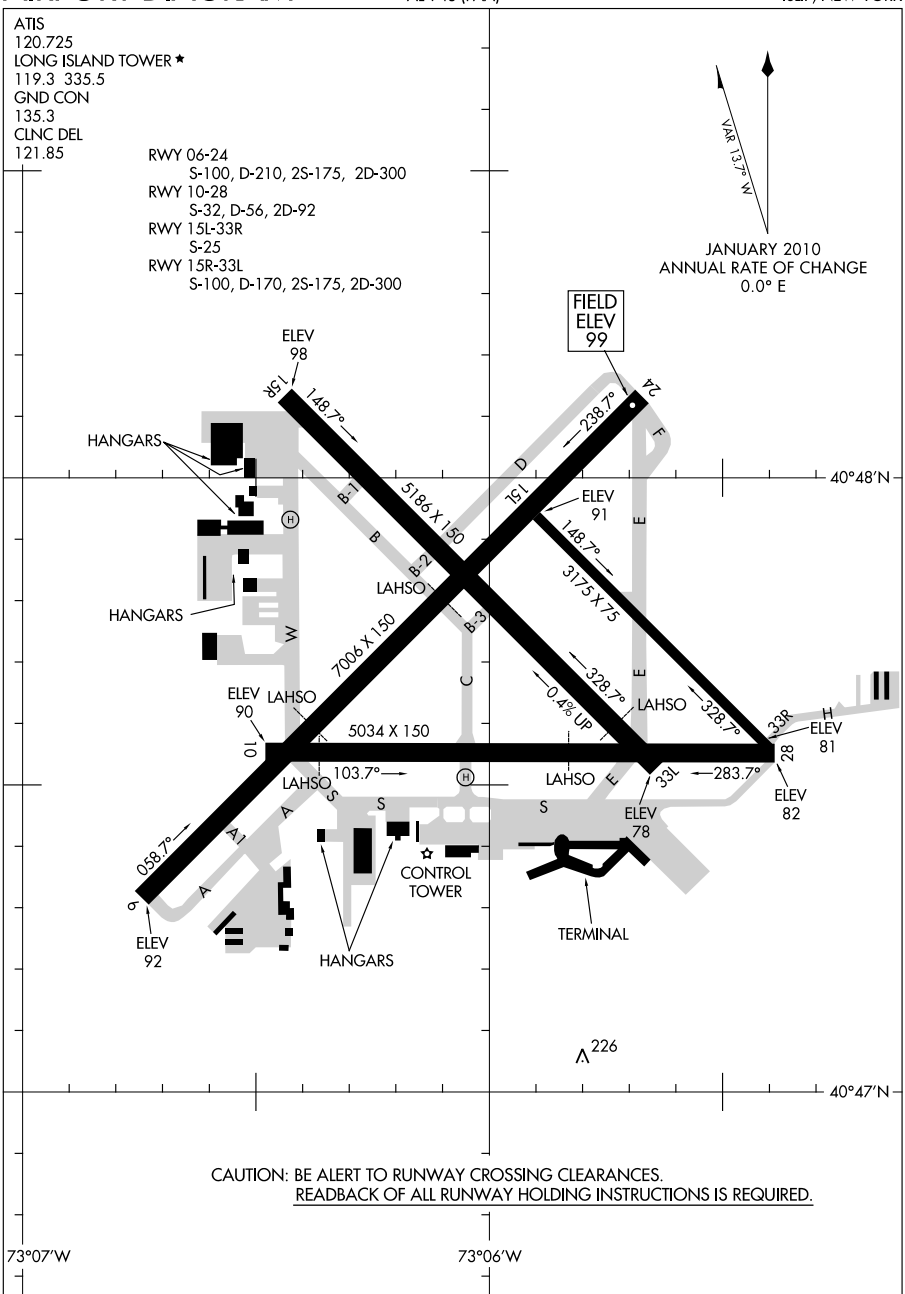 ATIS
120.725
LONG ISLAND TOWER ★
119.3 335.5
GND CON
135.3
CLNC DEL
121.85
RWY 06-24
S-100, D-210, 2S-175, 2D-300
RWY 10-28
S-32, D-56, 2D-92
RWY 15L-33R
S-25
RWY 15R-33L
S-100, D-170, 2S-175, 2D-300
VAR 13.7° W
JANUARY 2010
ANNUAL RATE OF CHANGE
0.0° E
FIELD
ELEV
99
ELEV
98
15R
148.7°
24
238.7°
F
HANGARS
D
40°48'N
B-1
5186 X 150
15L
ELEV
91
H
B
E
148.7°
B-2
3175 X 75
LAHSO
HANGARS
B-3
W
7006 X 150
C
E
328.7°
0.4% UP
328.7°
ELEV
90
LAHSO
LAHSO
33R
H
ELEV
81
5034 X 150
10
28
LAHSO
103.7°
H
LAHSO
33L
283.7°
S
A
S
E
S
ELEV
78
ELEV
82
058.7°
A1
A
6
ELEV
92
CONTROL
TOWER
TERMINAL
HANGARS
226
40°47'N
CAUTION: BE ALERT TO RUNWAY CROSSING CLEARANCES.
READBACK OF ALL RUNWAY HOLDING INSTRUCTIONS IS REQUIRED.
73°07'W
73°06'W